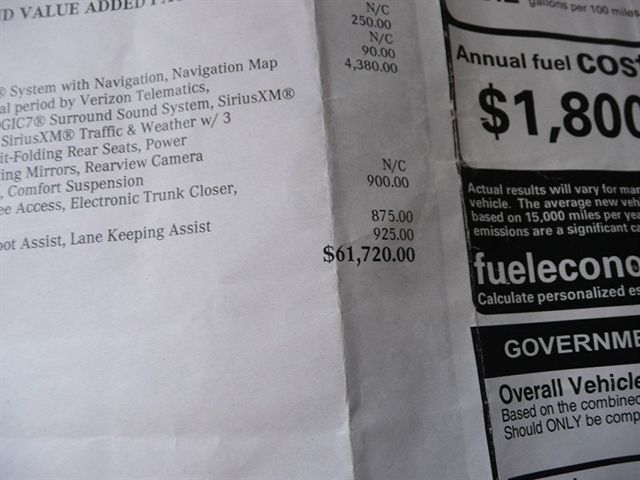 VALUE ADDED
N/C
250.00
N/C
90.00
4,380.00
® System with Navigation, Navigation Map
al period by Verizon Telematics,
OGIC7® Surround Sound System, SiriusXM®
SiriusXM® Traffic & Weather w/ 3
it-Folding Rear Seats, Power
ing Mirrors, Rearview Camera
N/C
, Comfort Suspension
900.00
ee Access, Electronic Trunk Closer,
875.00
oot Assist, Lane Keeping Assist
925.00
$61,720.00
gallons per 100 miles
Annual fuel COS
$1,800
Actual results will vary for man
vehicle. The average new veh
based on 15,000 miles per yea
emissions are a significant ca
fuelecono
Calculate personalized es
GOVERNME
Overall Vehicle
Based on the combined
Should ONLY be comp